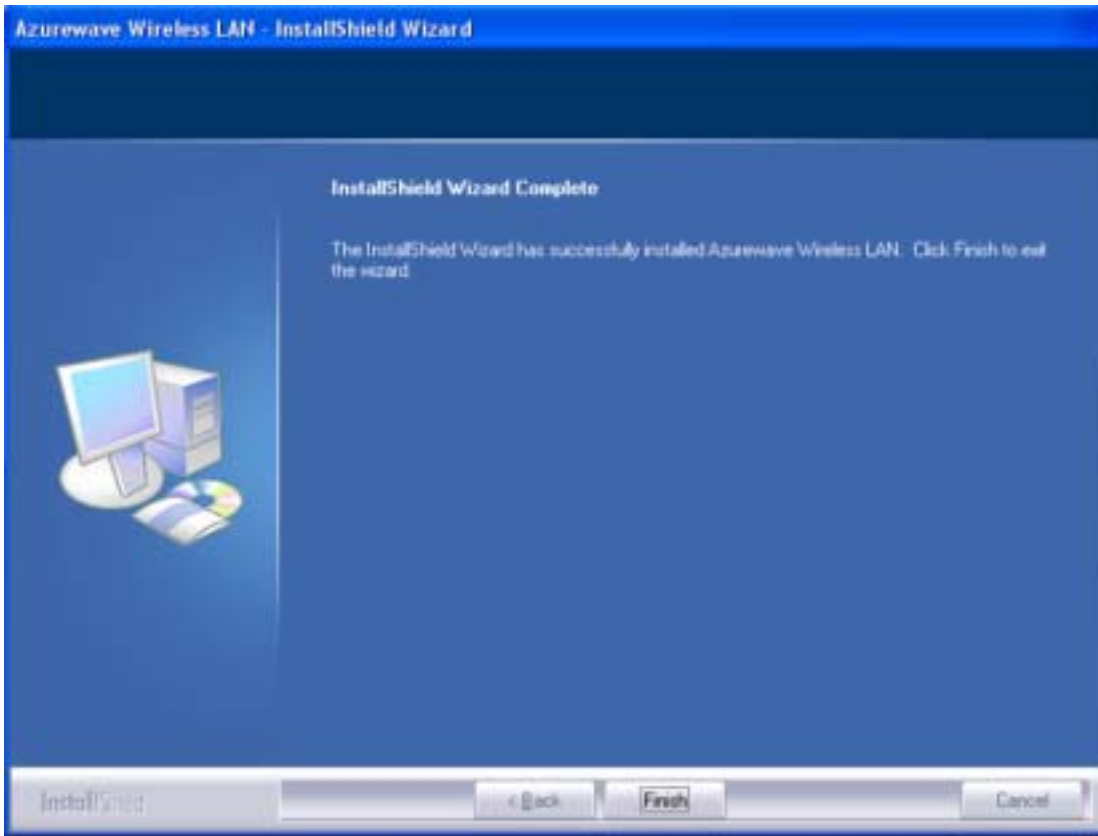 Azurewave Wireless LAN - InstallShield Wizard
InstallShield Wizard Complete
The InstallShield Wizard has successfully installed Azurewave Wireless LAN. Click Finish to exit
the wizard.
InstallShield
< Back
Finish
Cancel